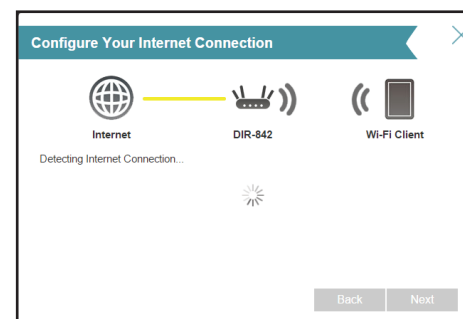 Configure Your Internet Connection
Internet
DIR-842
Wi-Fi Client
Detecting Internet Connection...
Back
Next